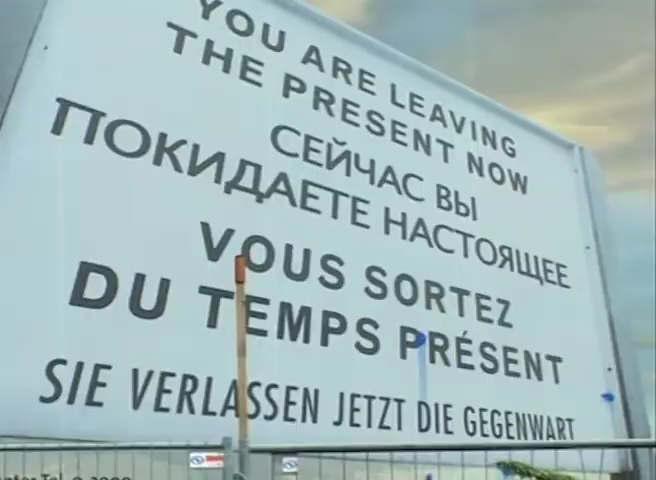 YOU ARE LEAVING
THE PRESENT NOW
СЕЙЧАС ВЫ
ПОКИДАЕТЕ НАСТОЯЩЕЕ
VOUS SORTEZ
DU TEMPS PRÉSENT
SIE VERLASSEN JETZT DIE GEGENWART